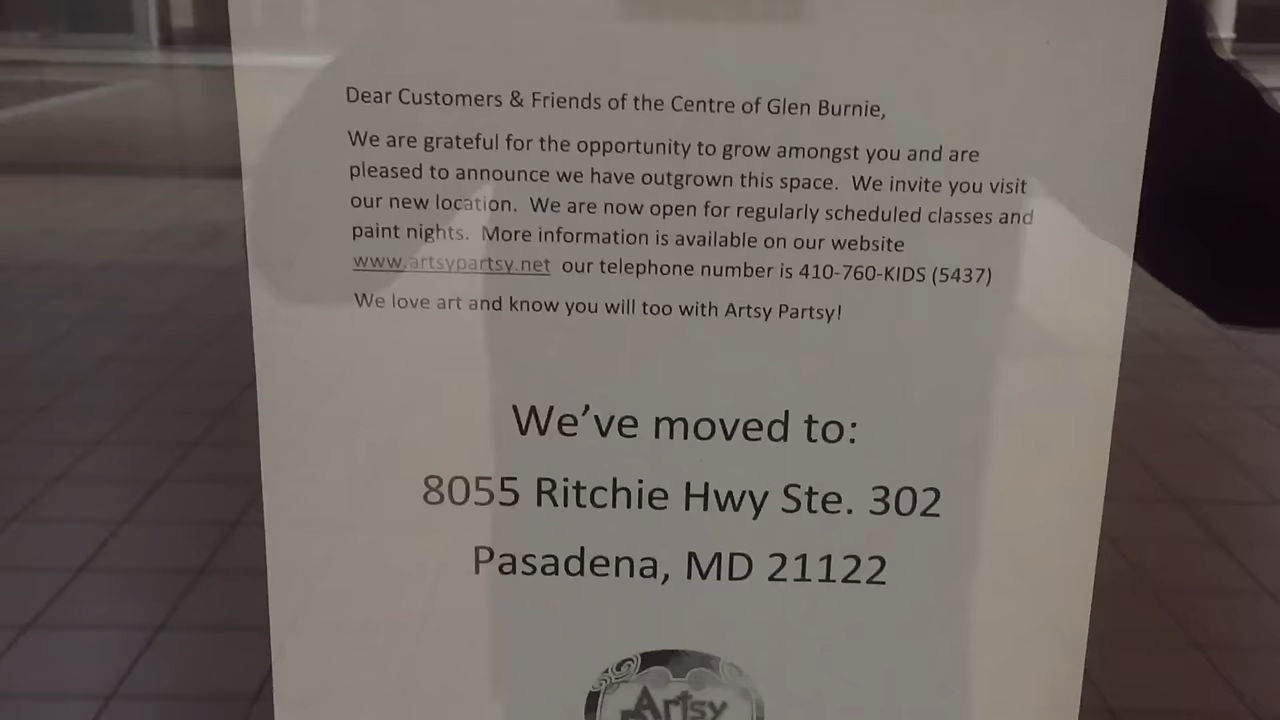 Dear Customers & Friends of the Centre of Glen Burnie,
We are grateful for the opportunity to grow amongst you and are
pleased to announce we have outgrown this space.  We invite you visit
our new location.  We are now open for regularly scheduled classes and
paint nights.  More information is available on our website
www.artsypartsy.net  our telephone number is 410-760-KIDS (5437)
We love art and know you will too with Artsy Partsy!
We’ve moved to:
8055 Ritchie Hwy Ste. 302
Pasadena, MD 21122
Artsy